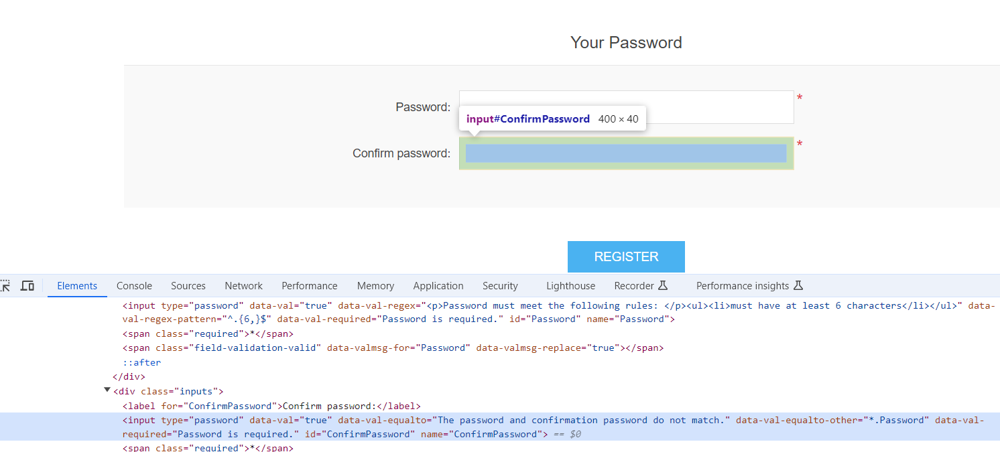 Your Password
Password: *
input#ConfirmPassword 400 × 40
Confirm password: *
REGISTER
Elements Console Sources Network Performance Memory Application Security Lighthouse Recorder Performance insights
<input type="password" data-val="true" data-val-regex="<p>Password must meet the following rules: </p><ul><li>must have at least 6 characters</li></ul>" data-
val-regex-pattern="^.{6,}$" data-val-required="Password is required." id="Password" name="Password">
<span class="required">*</span>
<span class="field-validation-valid" data-valmsg-for="Password" data-valmsg-replace="true"></span>
::after
</div>
<div class="inputs">
<label for="ConfirmPassword">Confirm password:</label>
<input type="password" data-val="true" data-val-equalto="The password and confirmation password do not match." data-val-equalto-other="*.Password" data-val-
required="Password is required." id="ConfirmPassword" name="ConfirmPassword"> == $0
<span class="required">*</span>